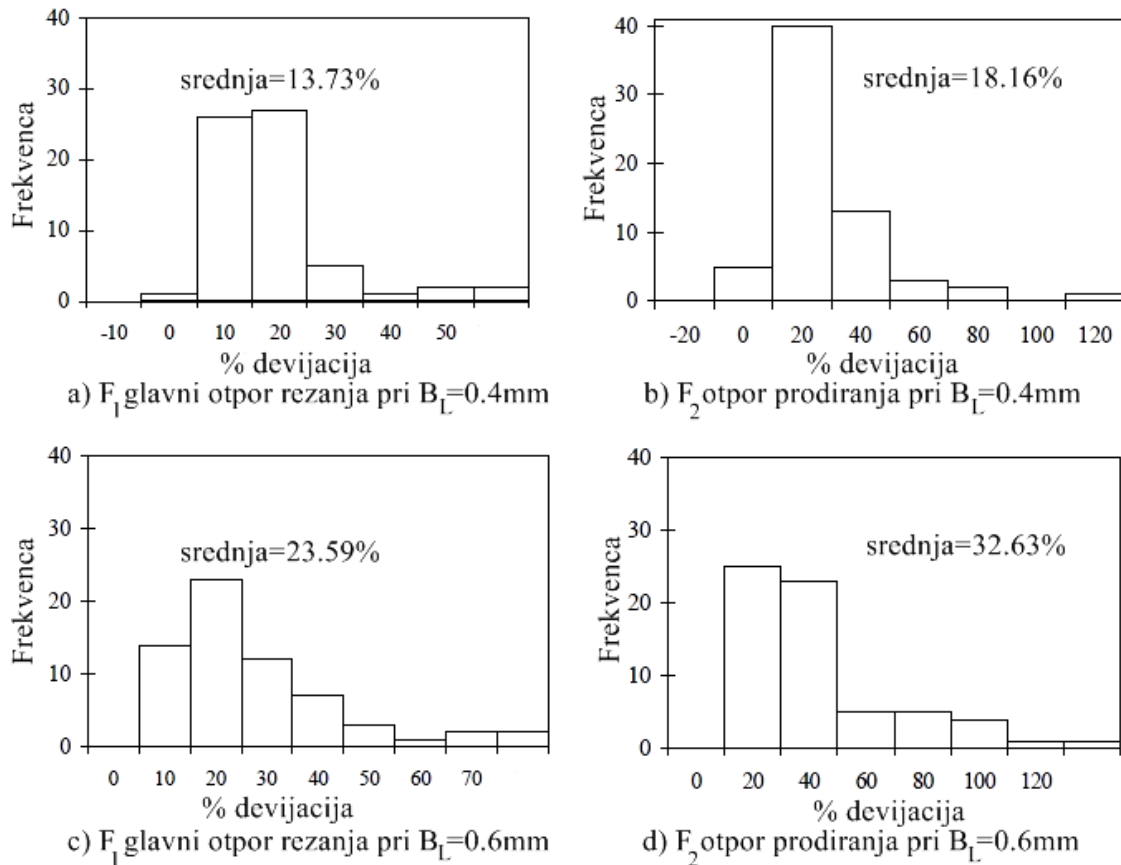 40
30
20
10
0
Frekvenca
srednja=13.73%
-10 0 10 20 30 40 50
% devijacija
a) F1 glavni otpor rezanja pri BL=0.4mm
40
30
20
10
0
Frekvenca
srednja=18.16%
-20 0 20 40 60 80 100 120
% devijacija
b) F2 otpor prodiranja pri BL=0.4mm
40
30
20
10
0
Frekvenca
srednja=23.59%
0 10 20 30 40 50 60 70
% devijacija
c) F1 glavni otpor rezanja pri BL=0.6mm
40
30
20
10
0
Frekvenca
srednja=32.63%
0 20 40 60 80 100 120
% devijacija
d) F2 otpor prodiranja pri BL=0.6mm